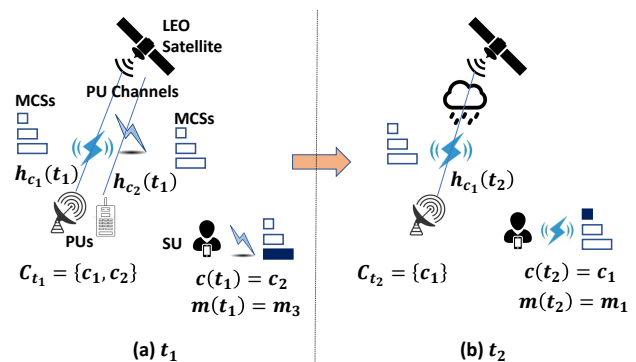 LEO
Satellite
MCSs
PU Channels
MCSs
h_{c_1}(t_1)
h_{c_2}(t_1)
PUs
SU
C_{t_1} = {c_1, c_2}
c(t_1) = c_2
m(t_1) = m_3
(a) t_1
h_{c_1}(t_2)
C_{t_2} = {c_1}
c(t_2) = c_1
m(t_2) = m_1
(b) t_2